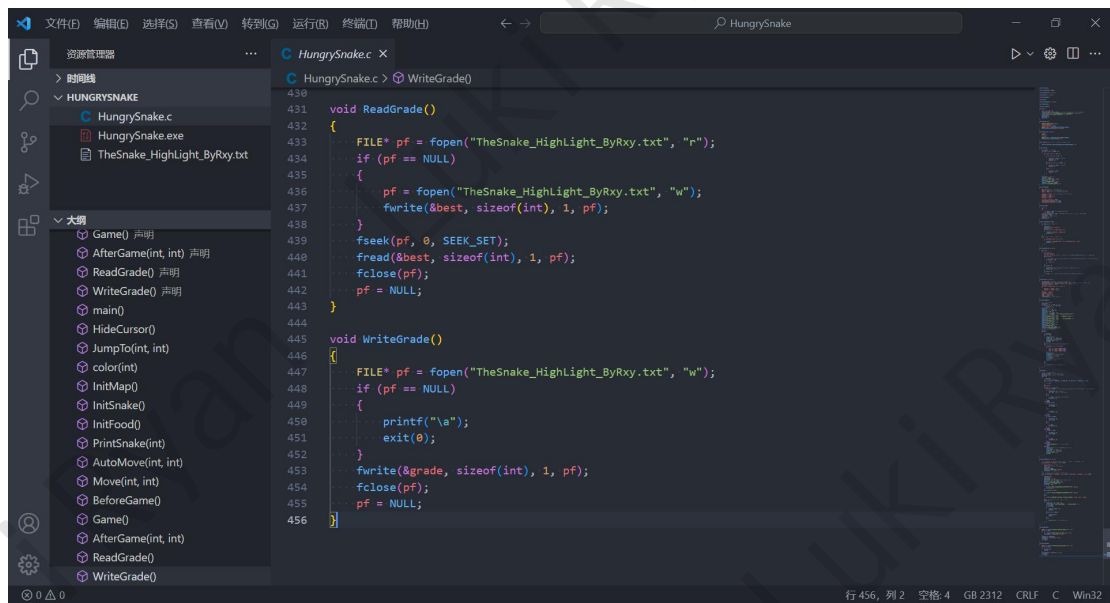 文件(F) 编辑(E) 选择(S) 查看(V) 转到(G) 运行(R) 终端(T) 帮助(H) ← → HungrySnake
资源管理器 ···
HungrySnake.c ×
> 时间线
HungrySnake.c > WriteGrade()
HUNGRYSNAKE
C HungrySnake.c
HungrySnake.exe
TheSnake_HighLight_ByRxy.txt
大纲
Game() 声明
AfterGame(int, int) 声明
ReadGrade() 声明
WriteGrade() 声明
main()
HideCursor()
JumpTo(int, int)
color(int)
InitMap()
InitSnake()
InitFood()
PrintSnake(int)
AutoMove(int, int)
Move(int, int)
BeforeGame()
Game()
AfterGame(int, int)
ReadGrade()
WriteGrade()
430
431 void ReadGrade()
432 {
433 FILE* pf = fopen("TheSnake_HighLight_ByRxy.txt", "r");
434 if (pf == NULL)
435 {
436 pf = fopen("TheSnake_HighLight_ByRxy.txt", "w");
437 fwrite(&best, sizeof(int), 1, pf);
438 }
439 fseek(pf, 0, SEEK_SET);
440 fread(&best, sizeof(int), 1, pf);
441 fclose(pf);
442 pf = NULL;
443 }
444
445 void WriteGrade()
446 {
447 FILE* pf = fopen("TheSnake_HighLight_ByRxy.txt", "w");
448 if (pf == NULL)
449 {
450 printf("\a");
451 exit(0);
452 }
453 fwrite(&grade, sizeof(int), 1, pf);
454 fclose(pf);
455 pf = NULL;
456 }
0 0 行 456，列 2 空格: 4 GB 2312 CRLF C Win32